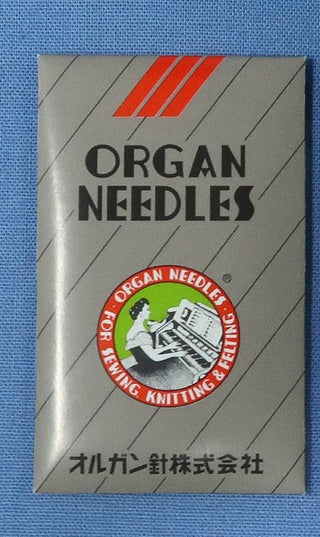 ORGAN
NEEDLES
®
ORGAN NEEDLES · FOR SEWING, KNITTING & FELTING ·
オルガン針株式会社